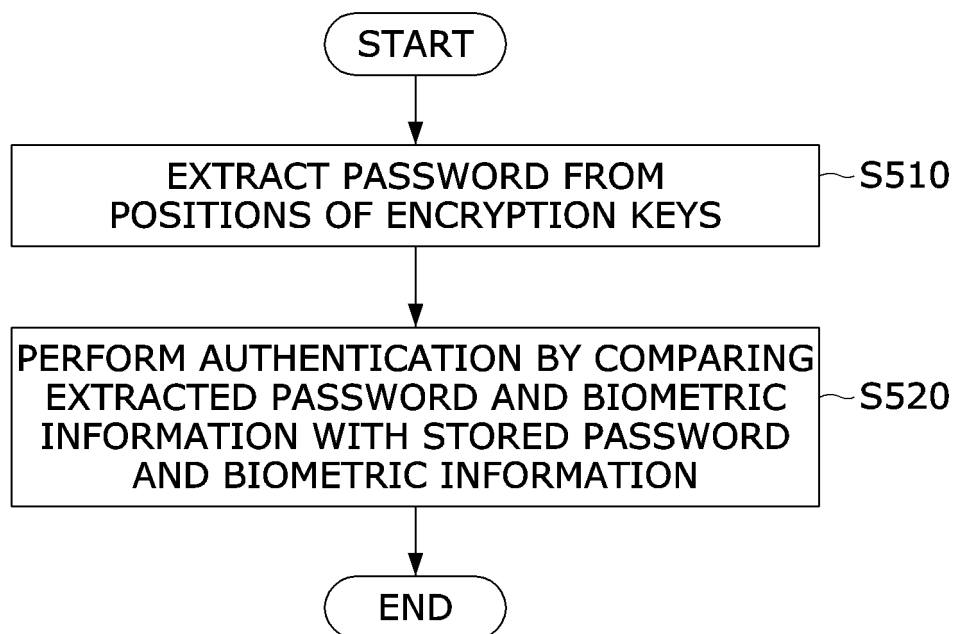 START
EXTRACT PASSWORD FROM
POSITIONS OF ENCRYPTION KEYS
S510
PERFORM AUTHENTICATION BY COMPARING
EXTRACTED PASSWORD AND BIOMETRIC
INFORMATION WITH STORED PASSWORD
AND BIOMETRIC INFORMATION
S520
END